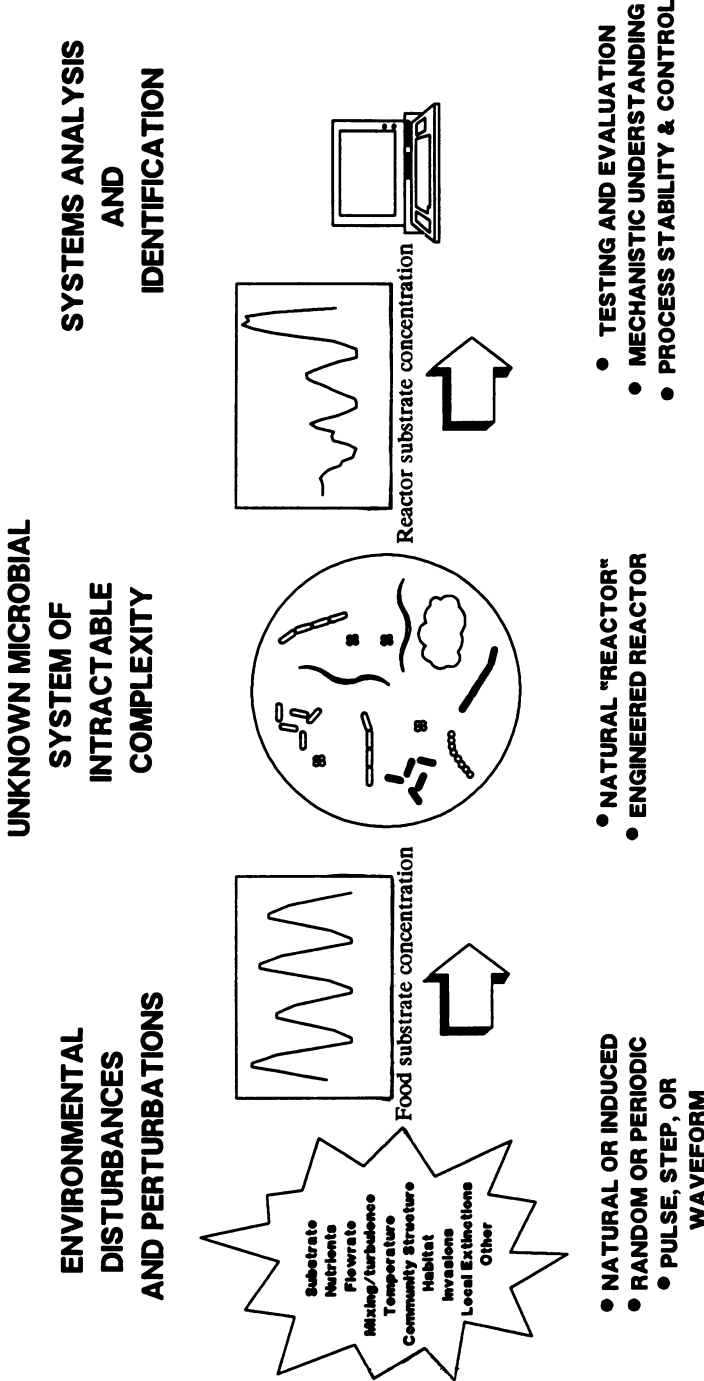 ENVIRONMENTAL
DISTURBANCES
AND PERTURBATIONS
Substrate
Nutrients
Flowrate
Mixing/turbulence
Temperature
Community Structure
Habitat
Invasions
Local Extinctions
Other
Food substrate concentration
• NATURAL OR INDUCED
• RANDOM OR PERIODIC
• PULSE, STEP, OR
WAVEFORM
UNKNOWN MICROBIAL
SYSTEM OF
INTRACTABLE
COMPLEXITY
• NATURAL "REACTOR"
• ENGINEERED REACTOR
SYSTEMS ANALYSIS
AND
IDENTIFICATION
Reactor substrate concentration
• TESTING AND EVALUATION
• MECHANISTIC UNDERSTANDING
• PROCESS STABILITY & CONTROL